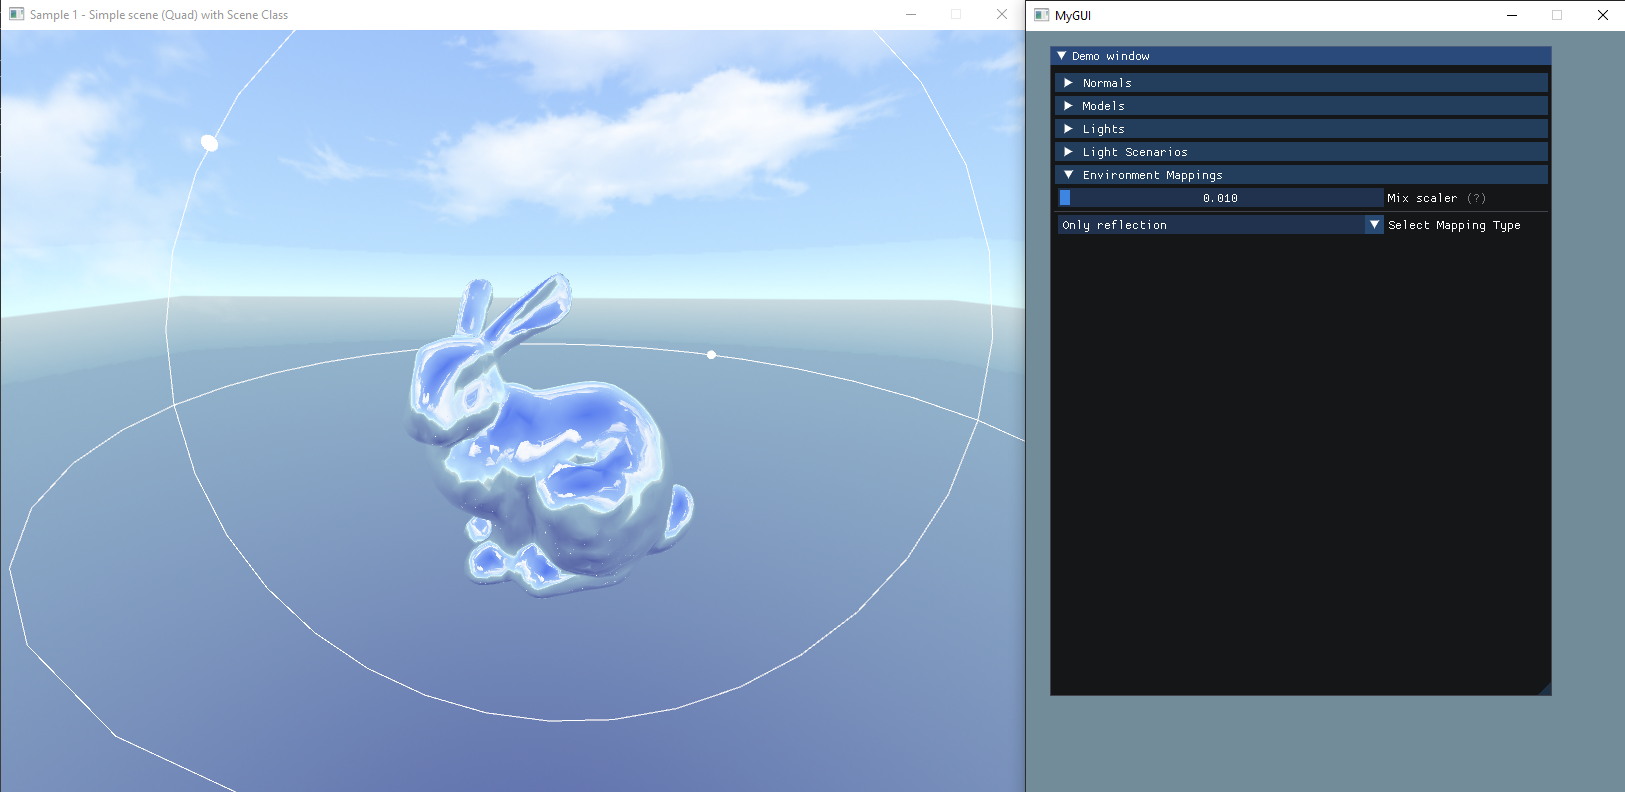 Sample 1 - Simple scene (Quad) with Scene Class
MyGUI
Demo window
Normals
Models
Lights
Light Scenarios
Environment Mappings
0.010 Mix scaler (?)
Only reflection Select Mapping Type